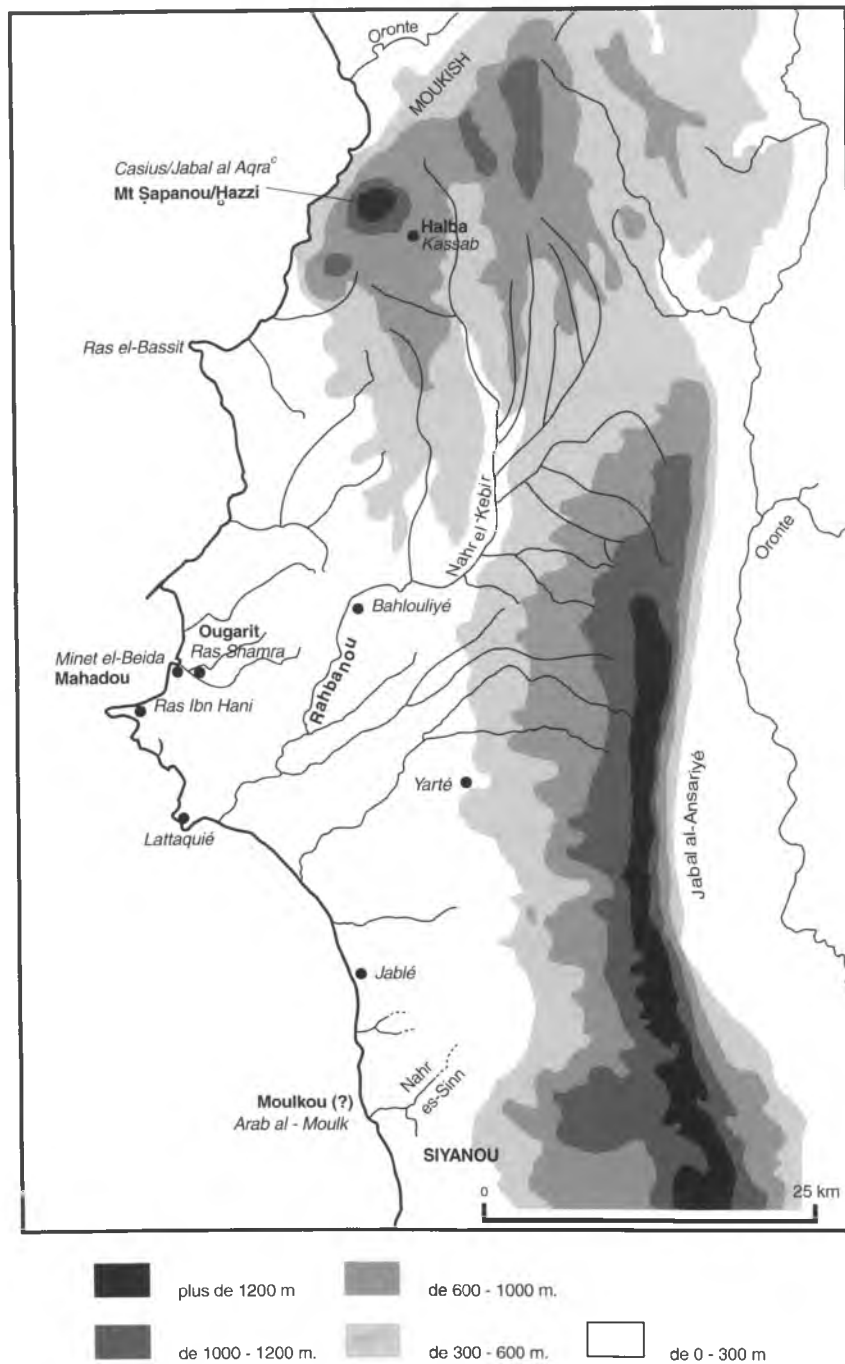 Oronte
MOUKISH
Casius/Jabal al Aqraᶜ
Mt Ṣapanou/Ḫazzi
Halba
Kassab
Ras el-Bassit
Nahr el-Kebir
Oronte
Bahlouliyé
Ougarit
Ras Shamra
Minet el-Beida
Mahadou
Rahbanou
Ras Ibn Hani
Yarté
Jabal al-Ansariyé
Lattaquié
Jablé
Nahr
es-Sinn
Moulkou (?)
Arab al - Moulk
SIYANOU
0 25 km
plus de 1200 m
de 600 - 1000 m.
de 1000 - 1200 m.
de 300 - 600 m.
de 0 - 300 m